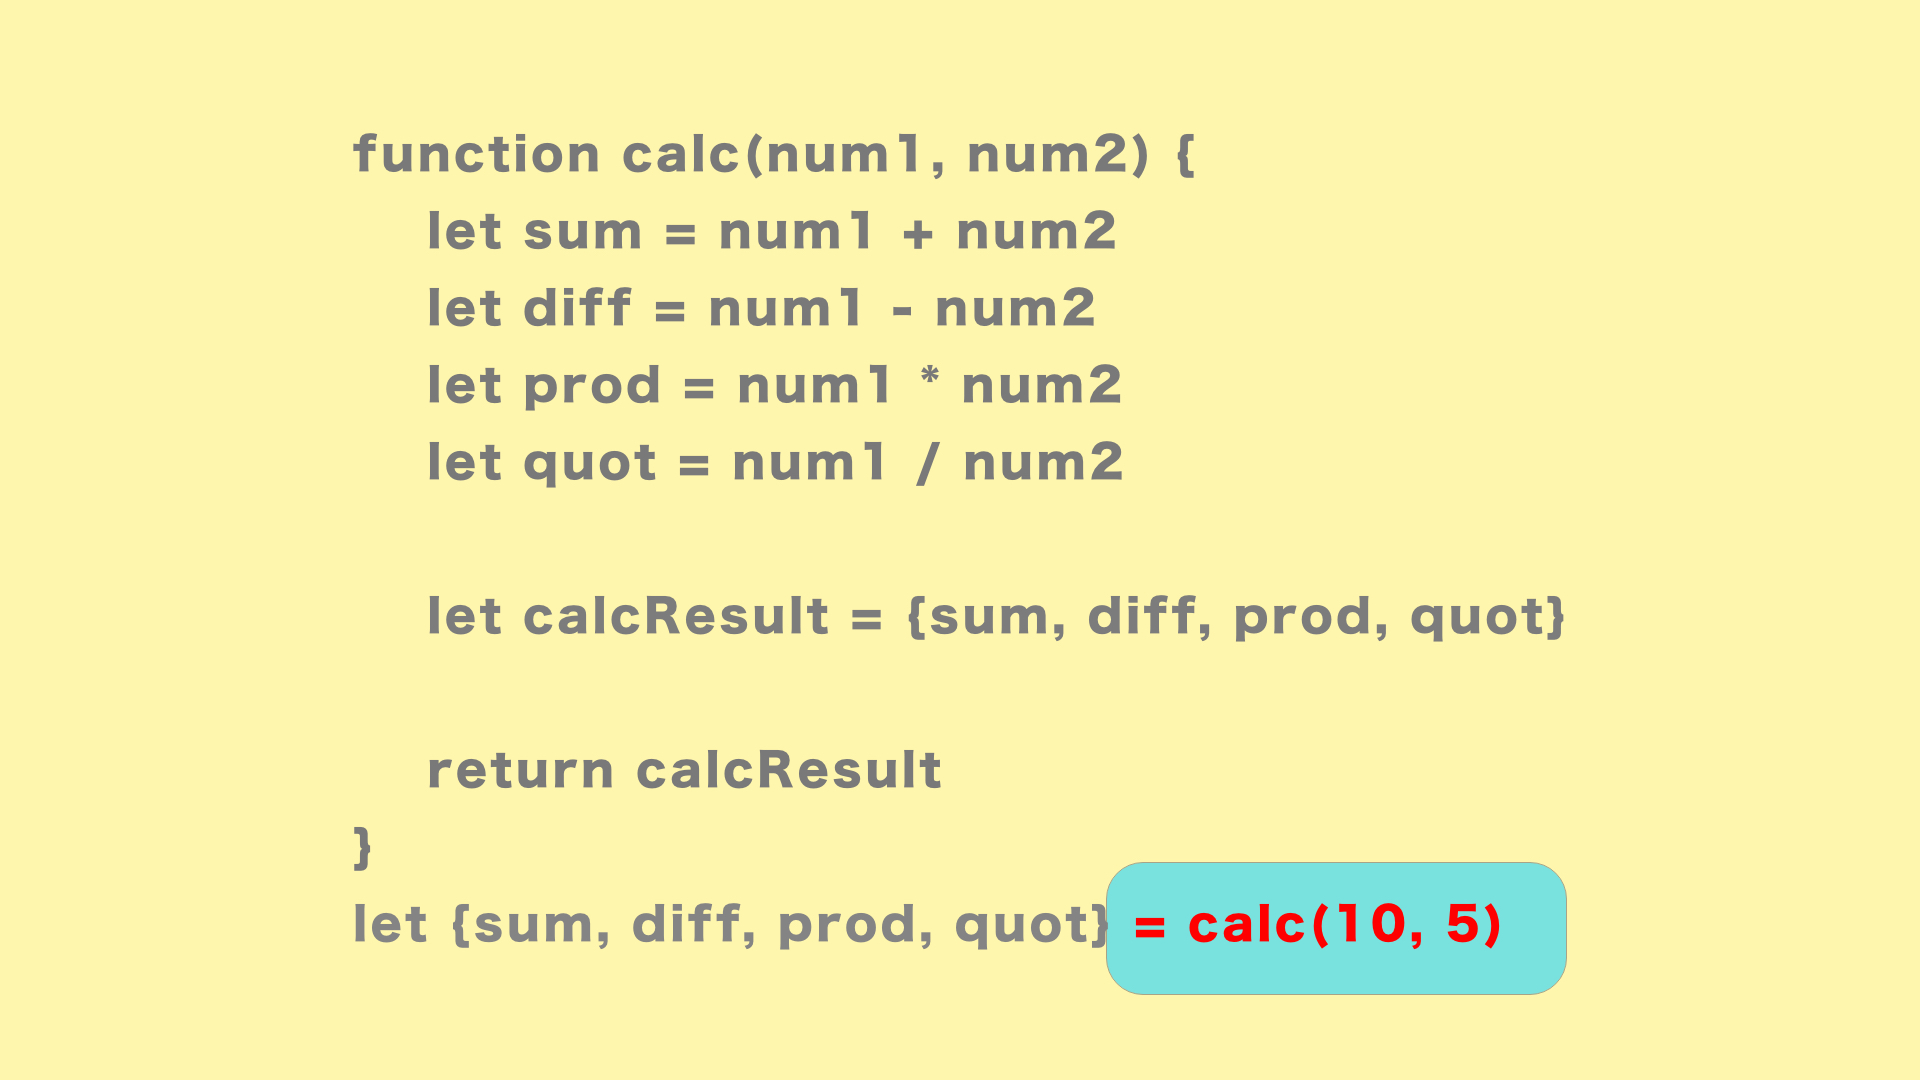 function calc(num1, num2) {
let sum = num1 + num2
let diff = num1 - num2
let prod = num1 * num2
let quot = num1 / num2
let calcResult = {sum, diff, prod, quot}
return calcResult
}
let {sum, diff, prod, quot} = calc(10, 5)